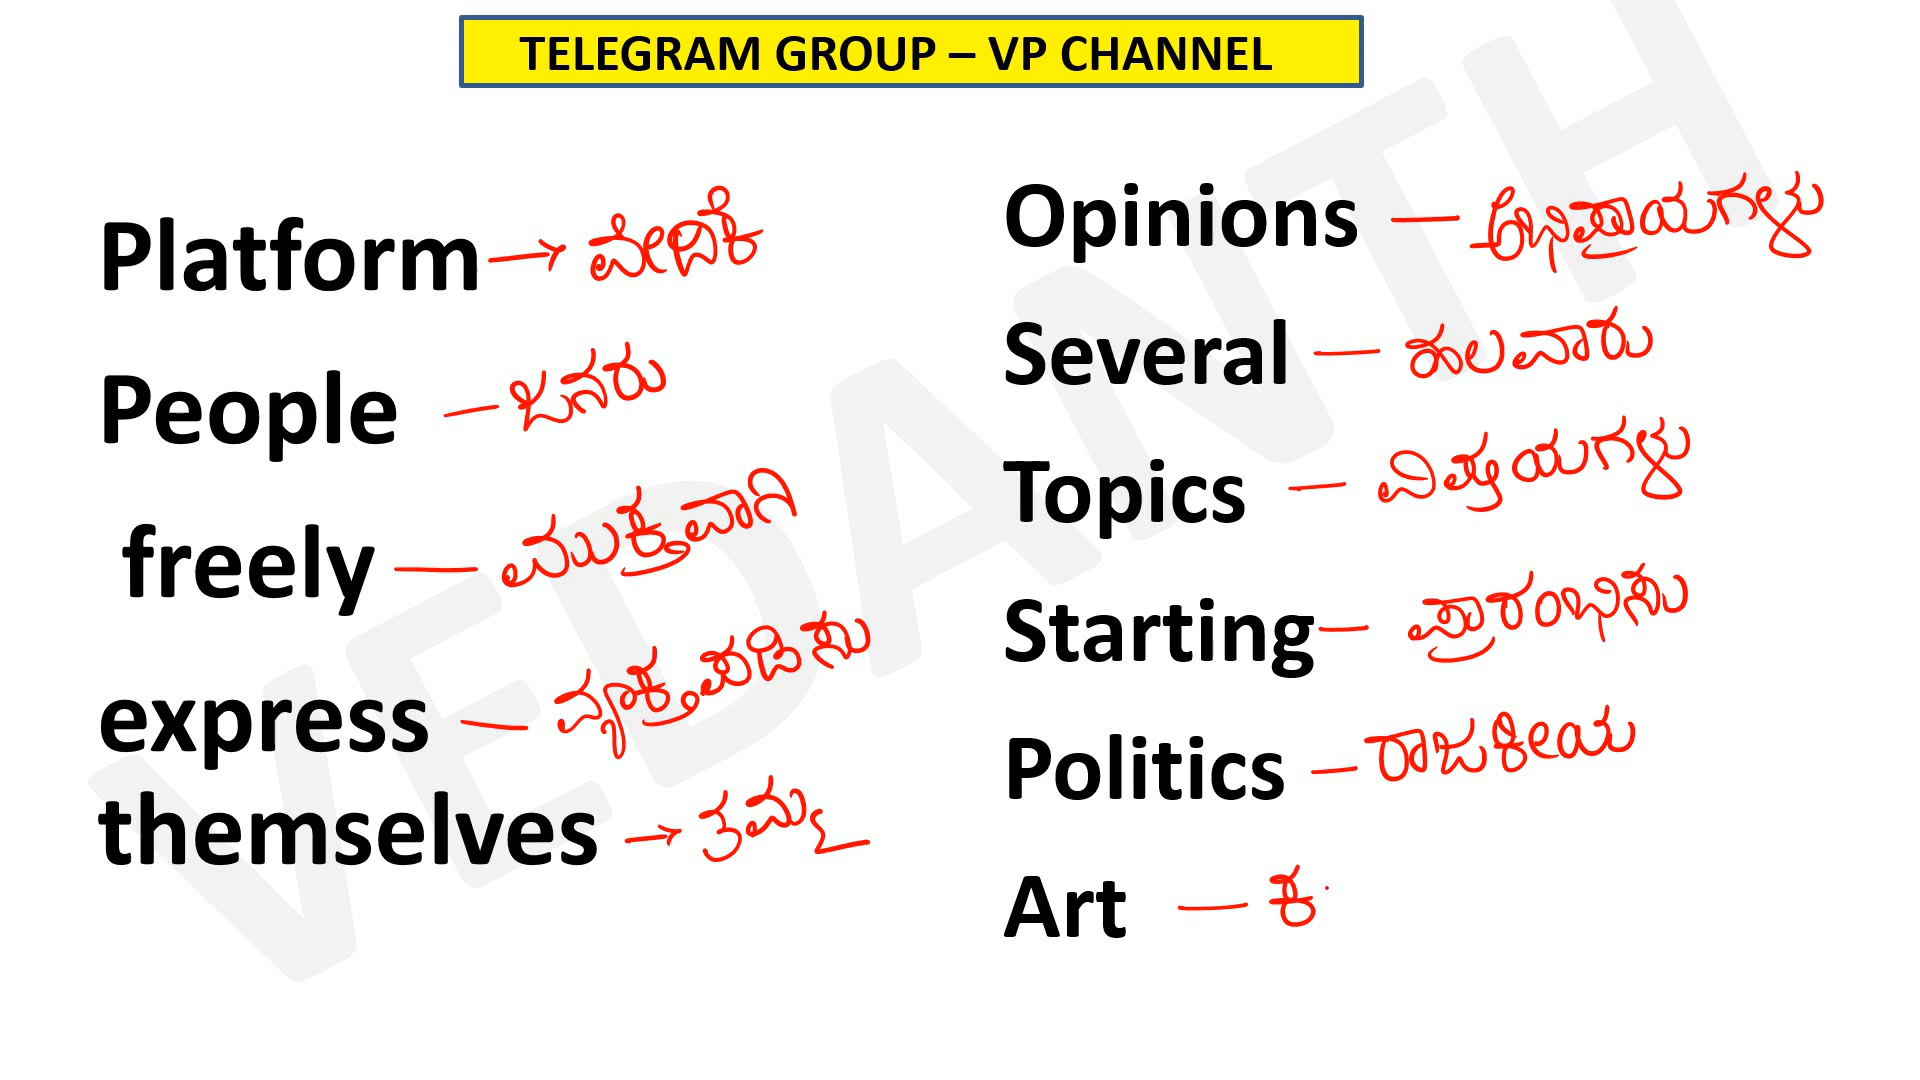 TELEGRAM GROUP – VP CHANNEL
Platform → ವೇದಿಕೆ
People – ಜನರು
freely – ಮುಕ್ತವಾಗಿ
express – ವ್ಯಕ್ತಪಡಿಸು
themselves → ತಮ್ಮ
Opinions – ಅಭಿಪ್ರಾಯಗಳು
Several – ಹಲವಾರು
Topics – ವಿಷಯಗಳು
Starting – ಪ್ರಾರಂಭಿಸು
Politics – ರಾಜಕೀಯ
Art – ಕ
VEDANTH